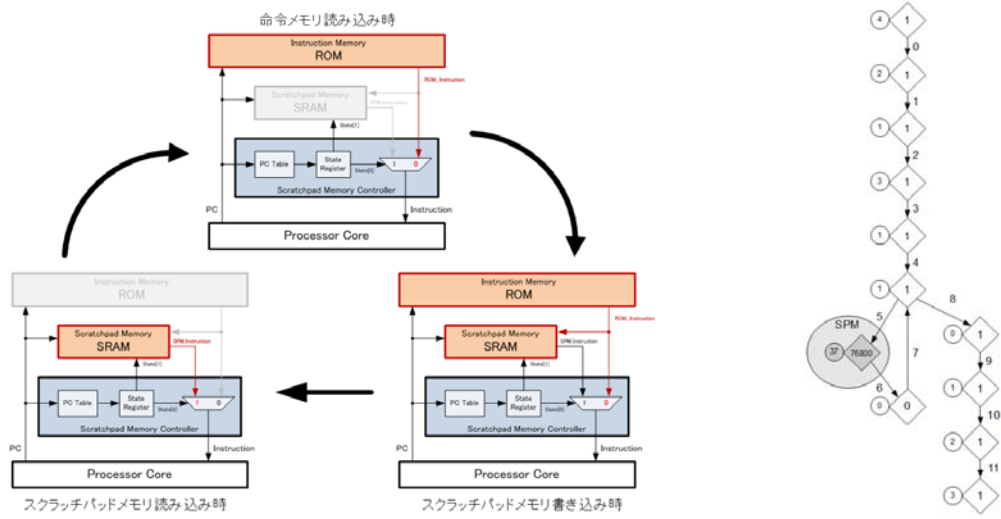 命令メモリ読み込み時
Instruction Memory
ROM
ROM_Instruction
Scratchpad Memory
SRAM
SPM_Instruction
State[1]
PC Table
State
Register
State[0]
1
0
Scratchpad Memory Controller
PC
Instruction
Processor Core
Instruction Memory
ROM
Scratchpad Memory
SRAM
SPM_Instruction
State[1]
PC Table
State
Register
State[0]
1
0
Scratchpad Memory Controller
PC
Instruction
Processor Core
スクラッチパッドメモリ読み込み時
Instruction Memory
ROM
ROM_Instruction
Scratchpad Memory
SRAM
SPM_Instruction
State[1]
PC Table
State
Register
State[0]
1
0
Scratchpad Memory Controller
PC
Instruction
Processor Core
スクラッチパッドメモリ書き込み時
4
1
0
2
1
1
1
1
2
3
1
3
1
1
4
1
1
5
8
SPM
37
76800
6
7
0
0
0
1
9
1
1
10
2
1
11
3
1